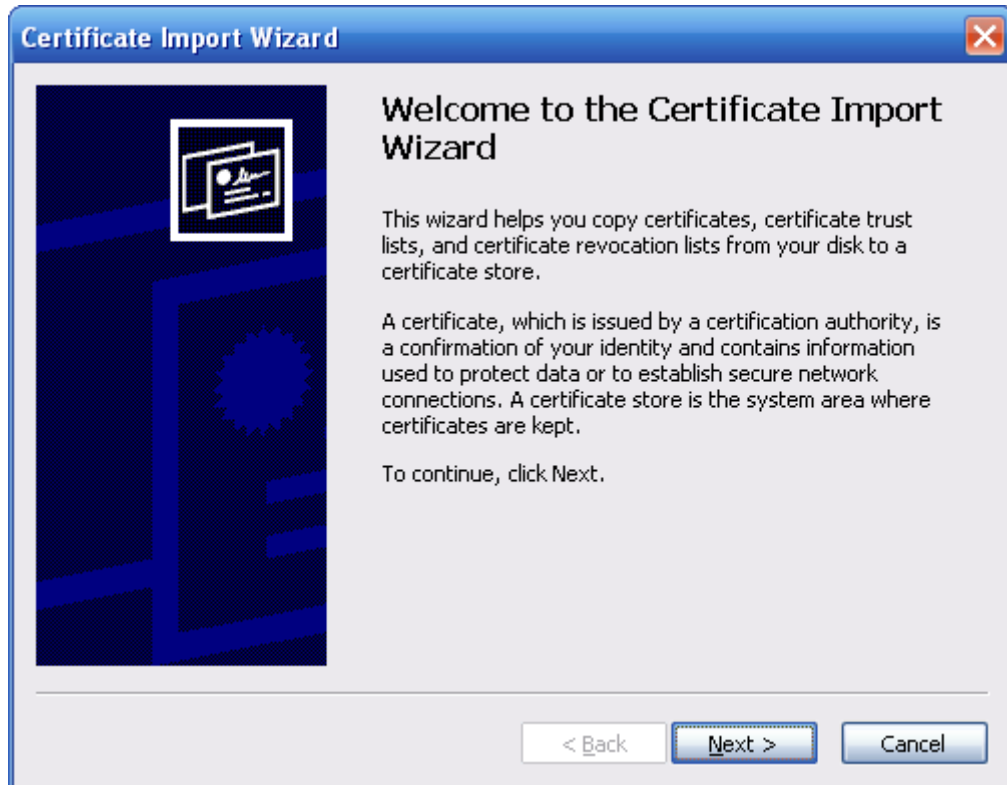 Certificate Import Wizard
Welcome to the Certificate Import
Wizard
This wizard helps you copy certificates, certificate trust
lists, and certificate revocation lists from your disk to a
certificate store.
A certificate, which is issued by a certification authority, is
a confirmation of your identity and contains information
used to protect data or to establish secure network
connections. A certificate store is the system area where
certificates are kept.
To continue, click Next.
< Back
Next >
Cancel